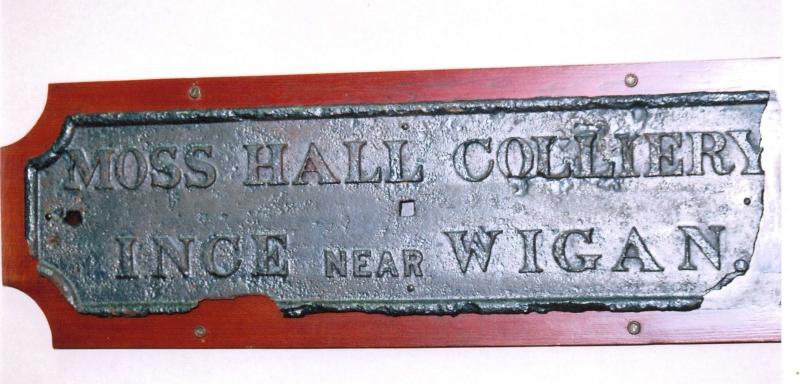 MOSS HALL COLLIERY
INCE NEAR WIGAN.